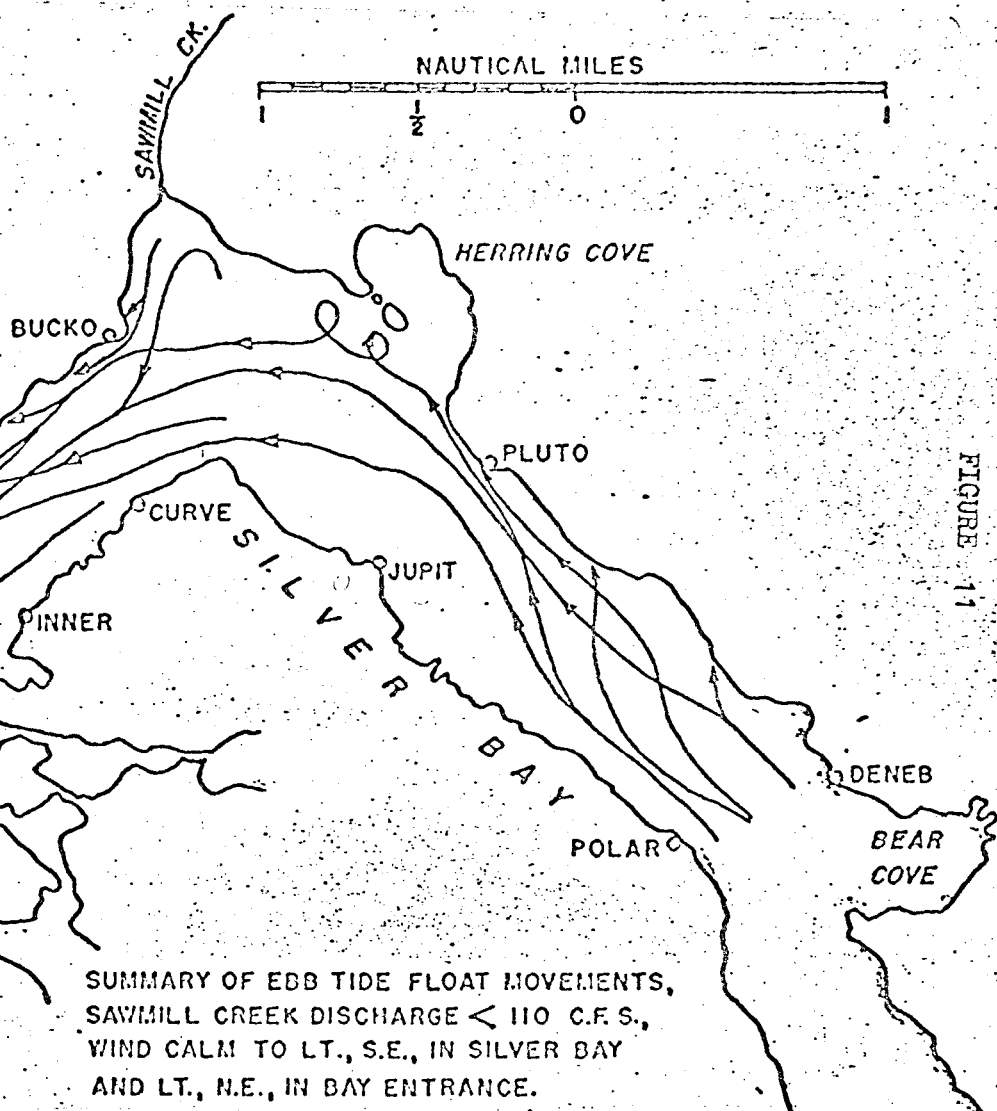 SAWMILL CK.
NAUTICAL MILES
1 ½ 0 1
HERRING COVE
BUCKO
PLUTO
CURVE
JUPIT
INNER
SILVER BAY
DENEB
POLAR
BEAR
COVE
FIGURE 11
SUMMARY OF EBB TIDE FLOAT MOVEMENTS,
SAWMILL CREEK DISCHARGE < 110 C.F.S.,
WIND CALM TO LT., S.E., IN SILVER BAY
AND LT., N.E., IN BAY ENTRANCE.